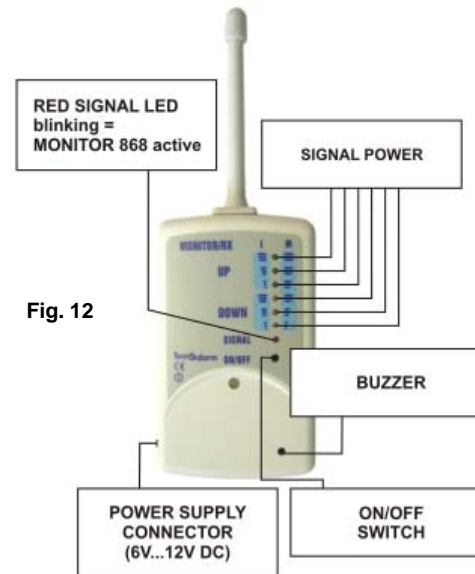 RED SIGNAL LED
blinking =
MONITOR 868 active
SIGNAL POWER
MONITOR/RX I M
UP
DOWN
SIGNAL
ON/OFF
CE
Fig. 12
BUZZER
POWER SUPPLY
CONNECTOR
(6V...12V DC)
ON/OFF
SWITCH